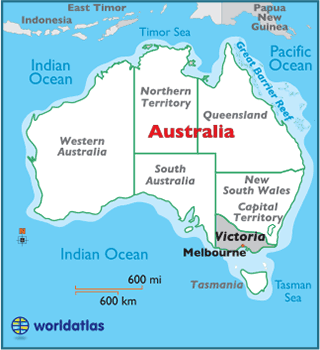 East Timor
Indonesia
Papua
New
Guinea
Timor Sea
Pacific
Ocean
Indian
Ocean
Great Barrier Reef
Northern
Territory
Queensland
Australia
Western
Australia
South
Australia
New
South Wales
Capital
Territory
Victoria
Melbourne
Indian Ocean
Tasmania
Tasman
Sea
600 mi
600 km
worldatlas